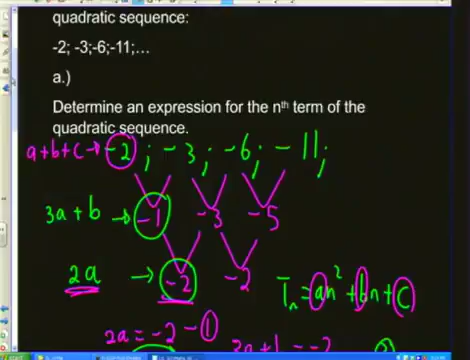 quadratic sequence:
-2; -3;-6;-11;...
a.)
Determine an expression for the nth term of the
quadratic sequence.
a+b+c → -2 ; -3 ; -6 ; -11;
3a+b → -1 -3 -5
2a → -2 -2
Tn = an² + bn + c
2a = -2 - ①